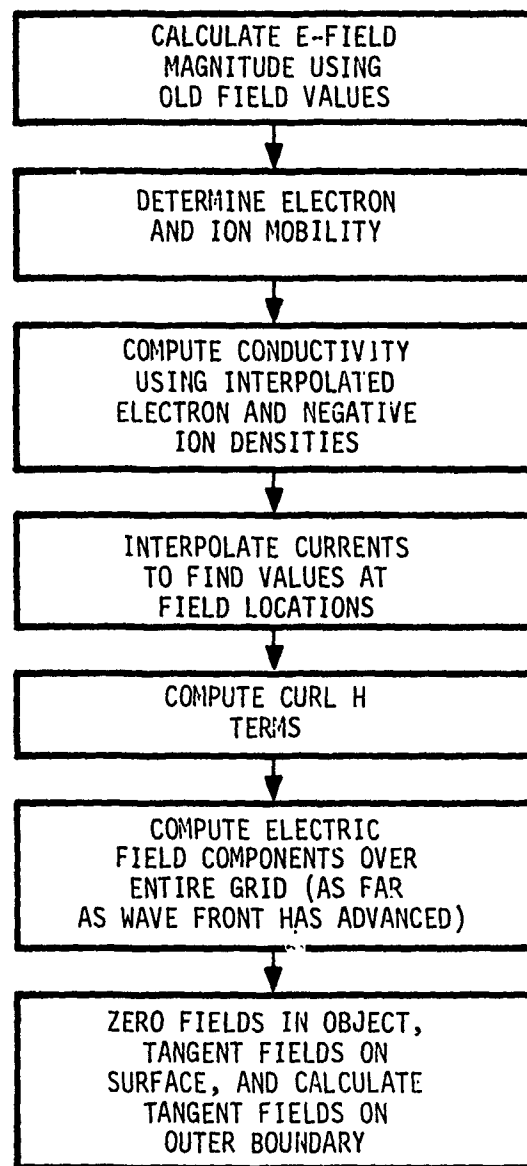 CALCULATE E-FIELD
MAGNITUDE USING
OLD FIELD VALUES
DETERMINE ELECTRON
AND ION MOBILITY
COMPUTE CONDUCTIVITY
USING INTERPOLATED
ELECTRON AND NEGATIVE
ION DENSITIES
INTERPOLATE CURRENTS
TO FIND VALUES AT
FIELD LOCATIONS
COMPUTE CURL H
TERMS
COMPUTE ELECTRIC
FIELD COMPONENTS OVER
ENTIRE GRID (AS FAR
AS WAVE FRONT HAS ADVANCED)
ZERO FIELDS IN OBJECT,
TANGENT FIELDS ON
SURFACE, AND CALCULATE
TANGENT FIELDS ON
OUTER BOUNDARY